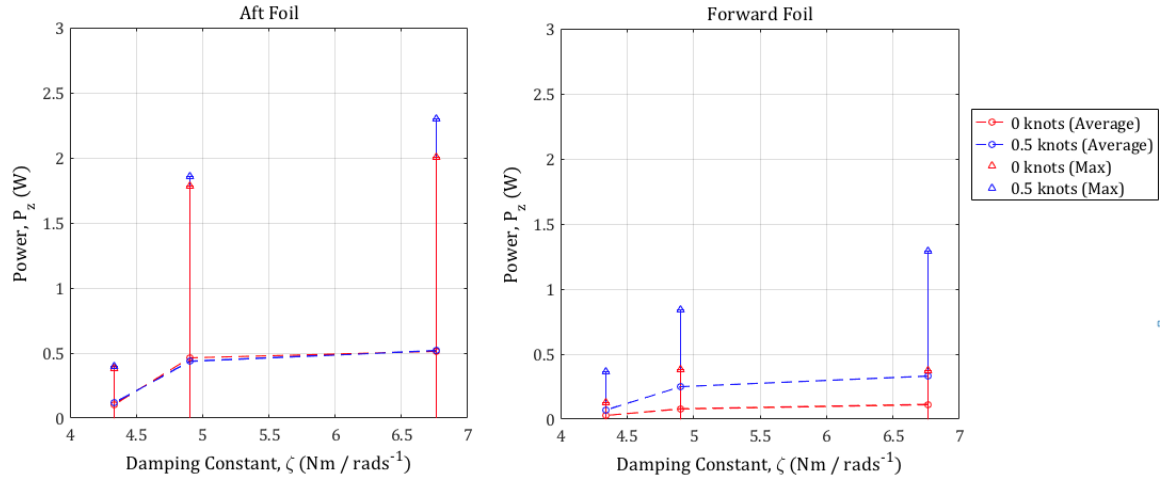 Aft Foil
3
2.5
2
1.5
1
0.5
0
4
4.5
5
5.5
6
6.5
7
Power, P_z (W)
Damping Constant, ζ (Nm / rads⁻¹)
Forward Foil
3
2.5
2
1.5
1
0.5
0
4
4.5
5
5.5
6
6.5
7
Power, P_z (W)
Damping Constant, ζ (Nm / rads⁻¹)
0 knots (Average)
0.5 knots (Average)
0 knots (Max)
0.5 knots (Max)